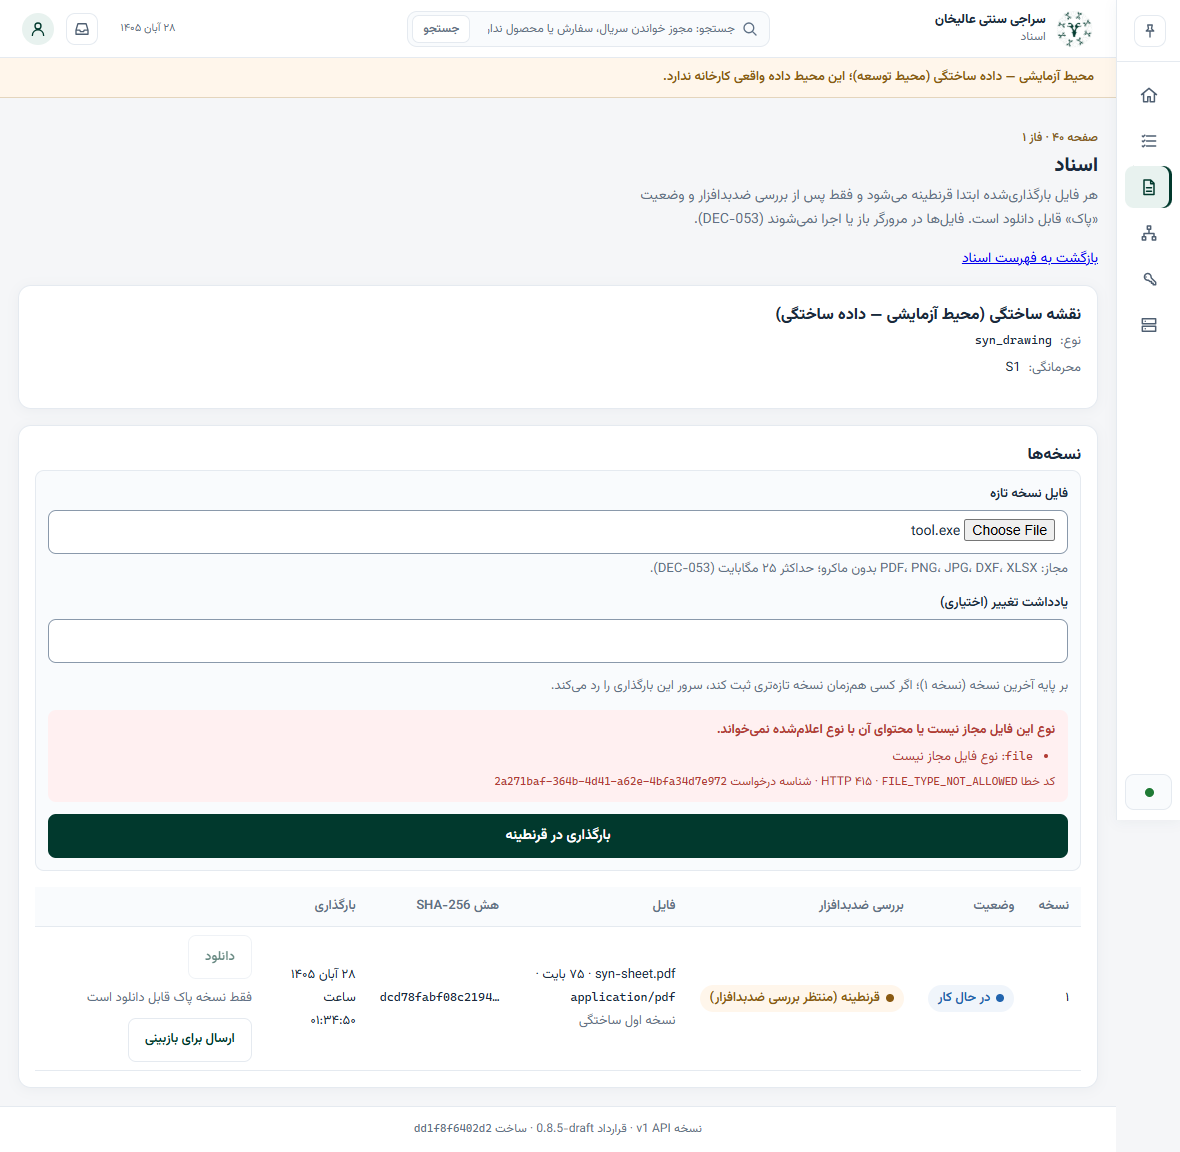 سراجی سنتی عالیخان
اسناد
جستجو: مجوز خواندن سریال، سفارش یا محصول ندار
جستجو
۲۸ آبان ۱۴۰۵
محیط آزمایشی — داده ساختگی (محیط توسعه)؛ این محیط داده واقعی کارخانه ندارد.
صفحه ۴۰ · فاز ۱
اسناد
هر فایل بارگذاری‌شده ابتدا قرنطینه می‌شود و فقط پس از بررسی ضدبدافزار و وضعیت
«پاک» قابل دانلود است. فایل‌ها در مرورگر باز یا اجرا نمی‌شوند (DEC-053).
بازگشت به فهرست اسناد
نقشه ساختگی (محیط آزمایشی — داده ساختگی)
نوع: syn_drawing
محرمانگی: S1
نسخه‌ها
فایل نسخه تازه
Choose File tool.exe
مجاز: PDF، PNG، JPG، DXF، XLSX بدون ماکرو؛ حداکثر ۲۵ مگابایت (DEC-053).
یادداشت تغییر (اختیاری)
بر پایه آخرین نسخه (نسخه ۱)؛ اگر کسی هم‌زمان نسخه تازه‌تری ثبت کند، سرور این بارگذاری را رد می‌کند.
نوع این فایل مجاز نیست یا محتوای آن با نوع اعلام‌شده نمی‌خواند.
• file: نوع فایل مجاز نیست
کد خطا FILE_TYPE_NOT_ALLOWED · HTTP ۴۱۵ · شناسه درخواست 2a271baf-364b-4d41-a62e-4bfa34d7e972
بارگذاری در قرنطینه
نسخه وضعیت بررسی ضدبدافزار فایل هش SHA-256 بارگذاری
۱ در حال کار قرنطینه (منتظر بررسی ضدبدافزار)
syn-sheet.pdf · ۷۵ بایت ·
application/pdf
نسخه اول ساختگی
dcd78fabf08c2194…
۲۸ آبان ۱۴۰۵
ساعت
۰۱:۳۴:۵۰
دانلود
فقط نسخه پاک قابل دانلود است
ارسال برای بازبینی
نسخه API v1 · قرارداد 0.8.5-draft · ساخت dd1f8f6402d2